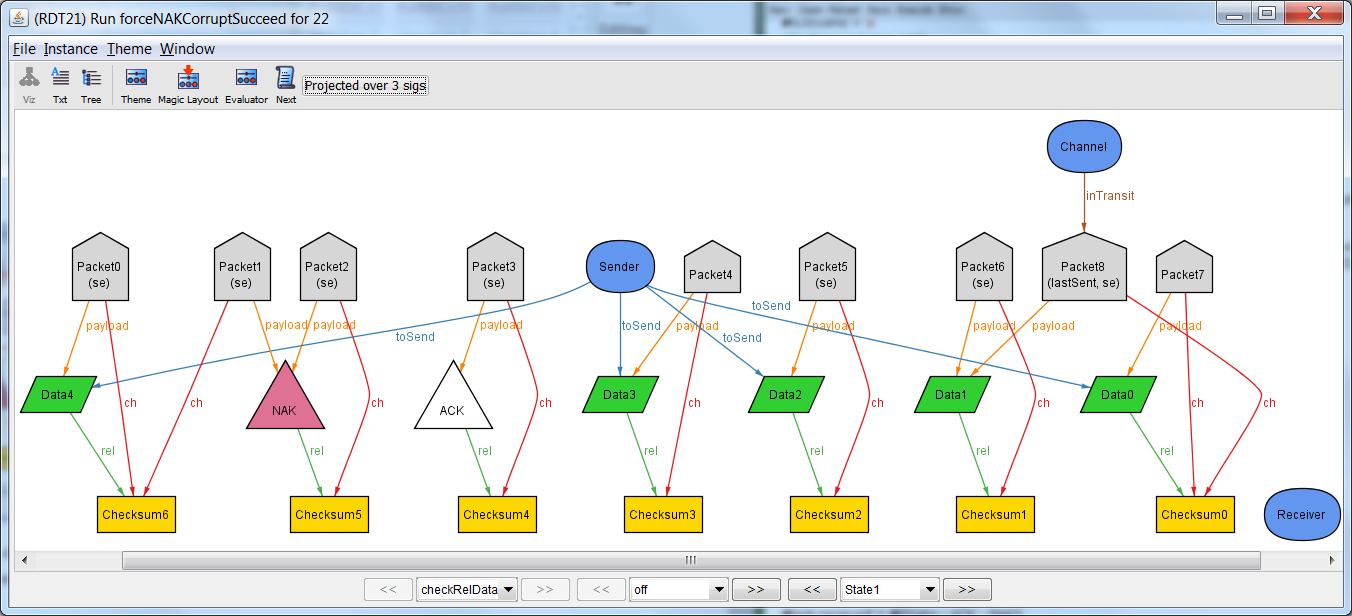 (RDT21) Run forceNAKCorruptSucceed for 22
File Instance Theme Window
Viz Txt Tree Theme Magic Layout Evaluator Next Projected over 3 sigs
Channel
inTransit
Packet0 Packet1 Packet2 Packet3 Sender Packet4 Packet5 Packet6 Packet8 Packet7
(se) (se) (se) (se) (se) (se) (lastSent, se)
toSend
payload payload payload payload toSend payload payload payload payload payload
toSend toSend
Data4 NAK ACK Data3 Data2 Data1 Data0
ch ch ch ch ch ch ch ch ch
rel rel rel rel rel rel rel
Checksum6 Checksum5 Checksum4 Checksum3 Checksum2 Checksum1 Checksum0 Receiver
<< checkRelData >> << off >> << State1 >>